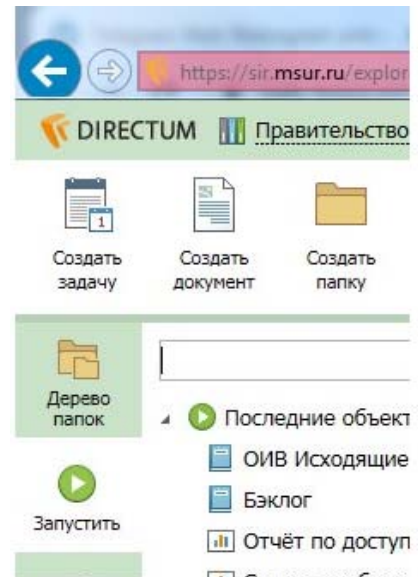 https://sir.msur.ru/explor
DIRECTUM Правительство
Создать задачу
Создать документ
Создать папку
Дерево папок
Последние объект
ОИВ Исходящие
Бэклог
Запустить
Отчёт по доступ